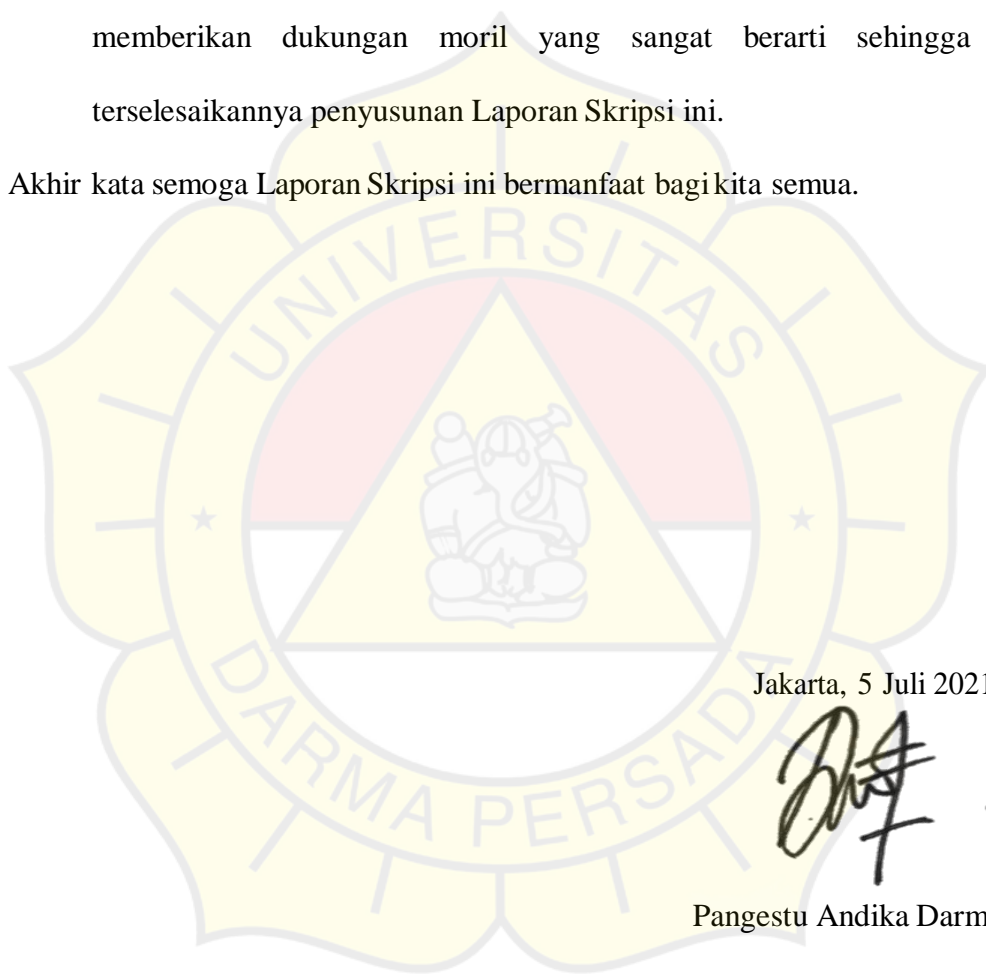 memberikan dukungan moril yang sangat berarti sehingga
terselesaikannya penyusunan Laporan Skripsi ini.
Akhir kata semoga Laporan Skripsi ini bermanfaat bagi kita semua.
UNIVERSITAS
DARMA PERSADA
Jakarta, 5 Juli 2021
Pangestu Andika Darm